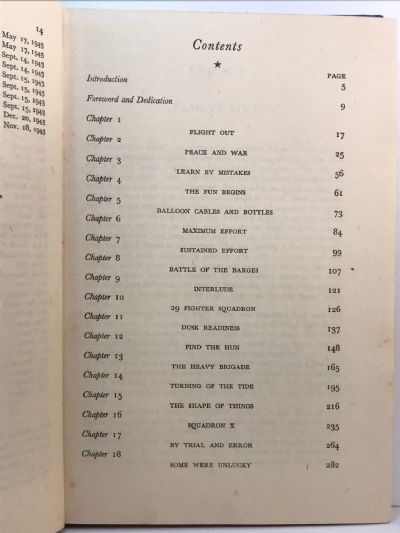 14
May 17, 1943
May 17, 1943
Sept. 14, 1943
Sept. 14, 1943
Sept. 15, 1943
Sept. 15, 1943
Sept. 15, 1943
Sept. 15, 1943
Dec. 20, 1943
Nov. 18, 1943
Contents
★
PAGE
Introduction 5
Foreword and Dedication 9
Chapter 1
FLIGHT OUT 17
Chapter 2
PEACE AND WAR 25
Chapter 3
LEARN BY MISTAKES 56
Chapter 4
THE FUN BEGINS 61
Chapter 5
BALLOON CABLES AND BOTTLES 73
Chapter 6
MAXIMUM EFFORT 84
Chapter 7
SUSTAINED EFFORT 99
Chapter 8
BATTLE OF THE BARGES 107
Chapter 9
INTERLUDE 121
Chapter 10
29 FIGHTER SQUADRON 126
Chapter 11
DUSK READINESS 137
Chapter 12
FIND THE HUN 148
Chapter 13
THE HEAVY BRIGADE 165
Chapter 14
TURNING OF THE TIDE 195
Chapter 15
THE SHAPE OF THINGS 216
Chapter 16
SQUADRON X 235
Chapter 17
BY TRIAL AND ERROR 264
Chapter 18
SOME WERE UNLUCKY 282